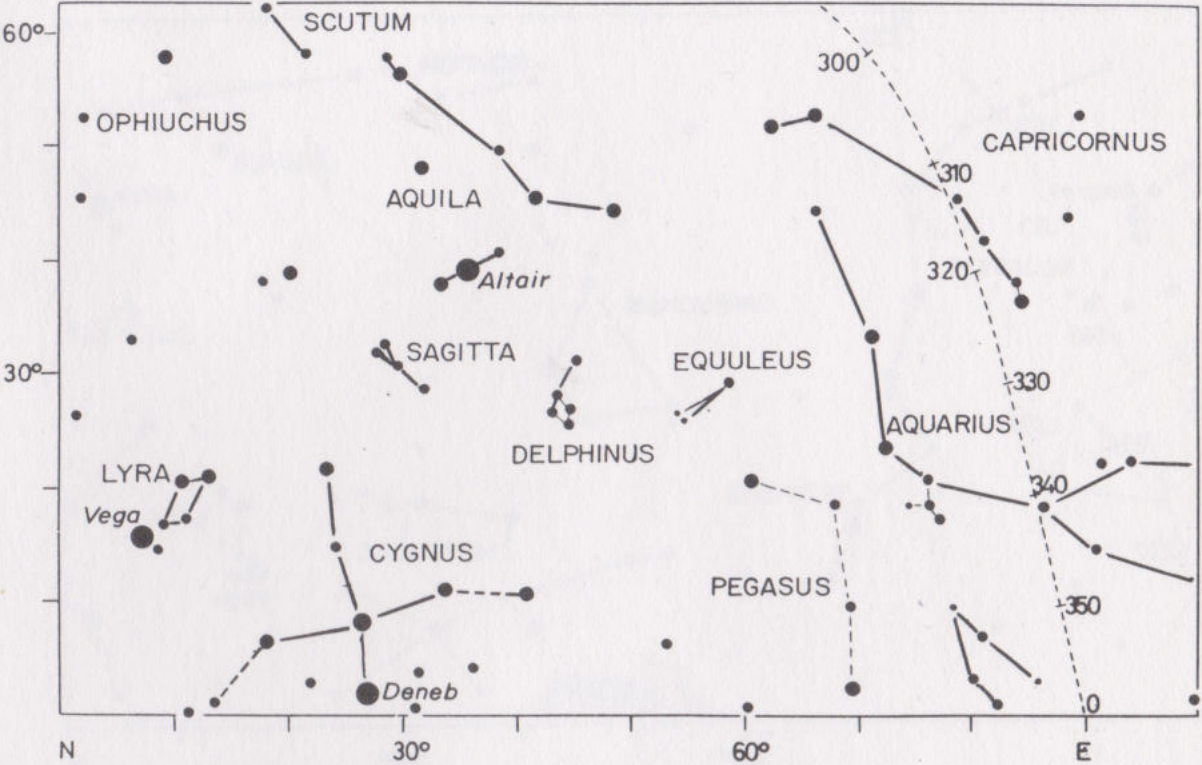 60°
SCUTUM
300
OPHIUCHUS
CAPRICORNUS
310
AQUILA
320
Altair
30°
SAGITTA
EQUULEUS
330
DELPHINUS
AQUARIUS
LYRA
340
Vega
CYGNUS
PEGASUS
350
Deneb
0
N 30° 60° E